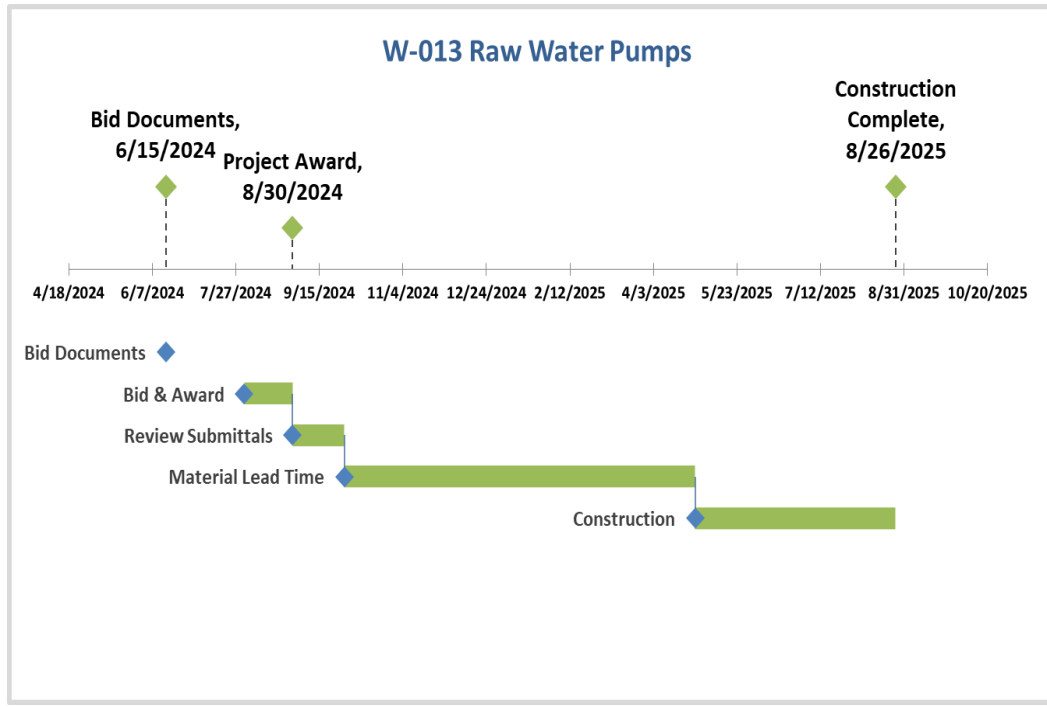 W-013 Raw Water Pumps
Bid Documents,
6/15/2024
Project Award,
8/30/2024
Construction
Complete,
8/26/2025
4/18/2024 6/7/2024 7/27/2024 9/15/2024 11/4/2024 12/24/2024 2/12/2025 4/3/2025 5/23/2025 7/12/2025 8/31/2025 10/20/2025
Bid Documents
Bid & Award
Review Submittals
Material Lead Time
Construction